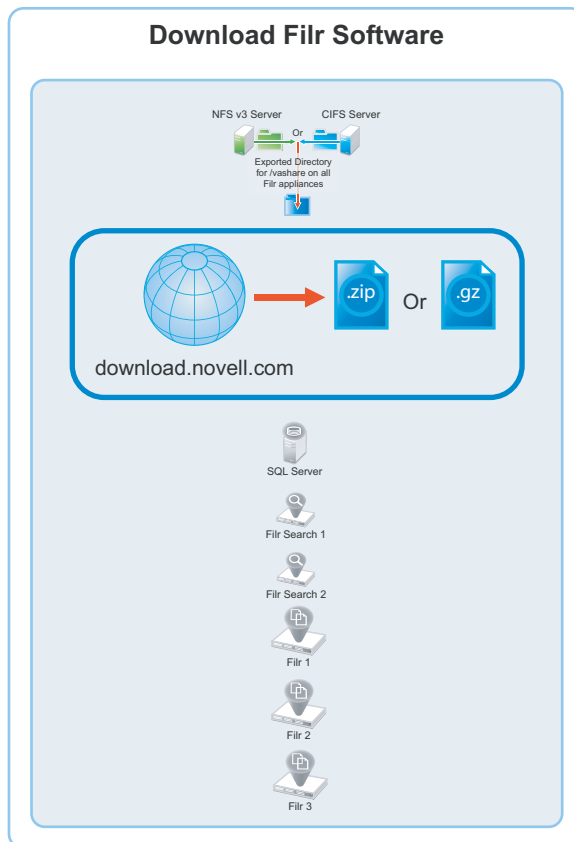 Download Filr Software
NFS v3 Server
CIFS Server
Or
Exported Directory
for /vashare on all
Filr appliances
.zip
Or
.gz
download.novell.com
SQL Server
Filr Search 1
Filr Search 2
Filr 1
Filr 2
Filr 3